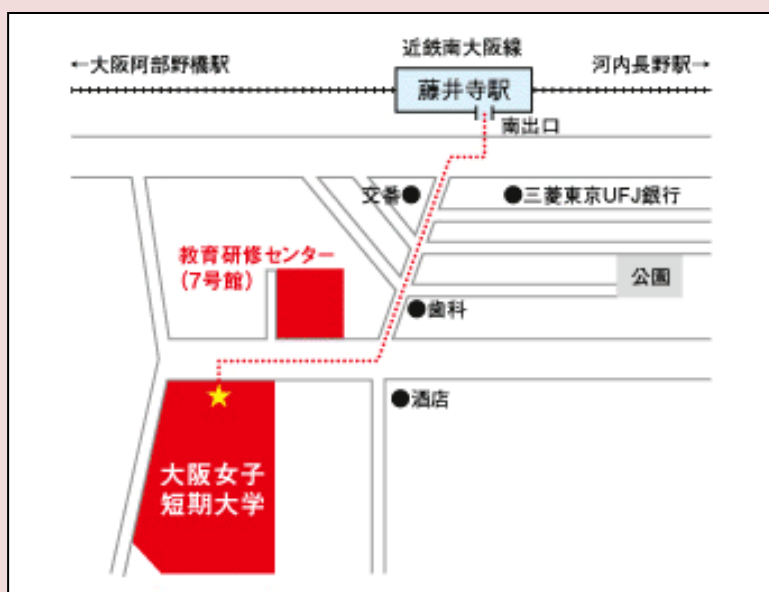 近鉄南大阪線
←大阪阿部野橋駅
河内長野駅→
藤井寺駅
南出口
交番●
●三菱東京UFJ銀行
教育研修センター
(7号館)
公園
●歯科
●酒店
大阪女子
短期大学